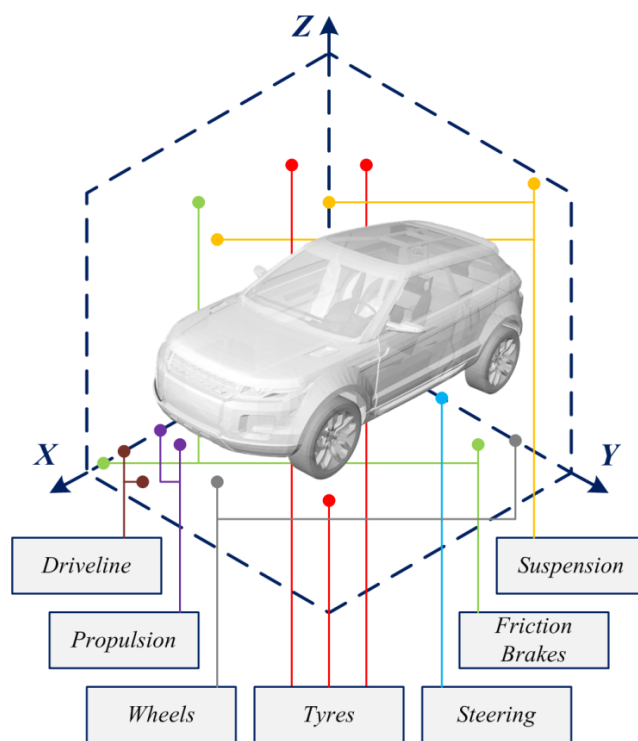 Z
X
Y
Driveline
Suspension
Propulsion
Friction
Brakes
Wheels
Tyres
Steering